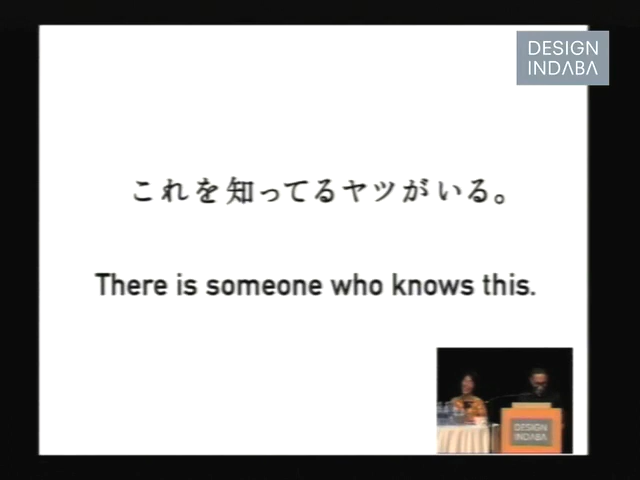 DESIGN
INDABA
これを知ってるヤツがいる。
There is someone who knows this.
DESIGN
INDABA